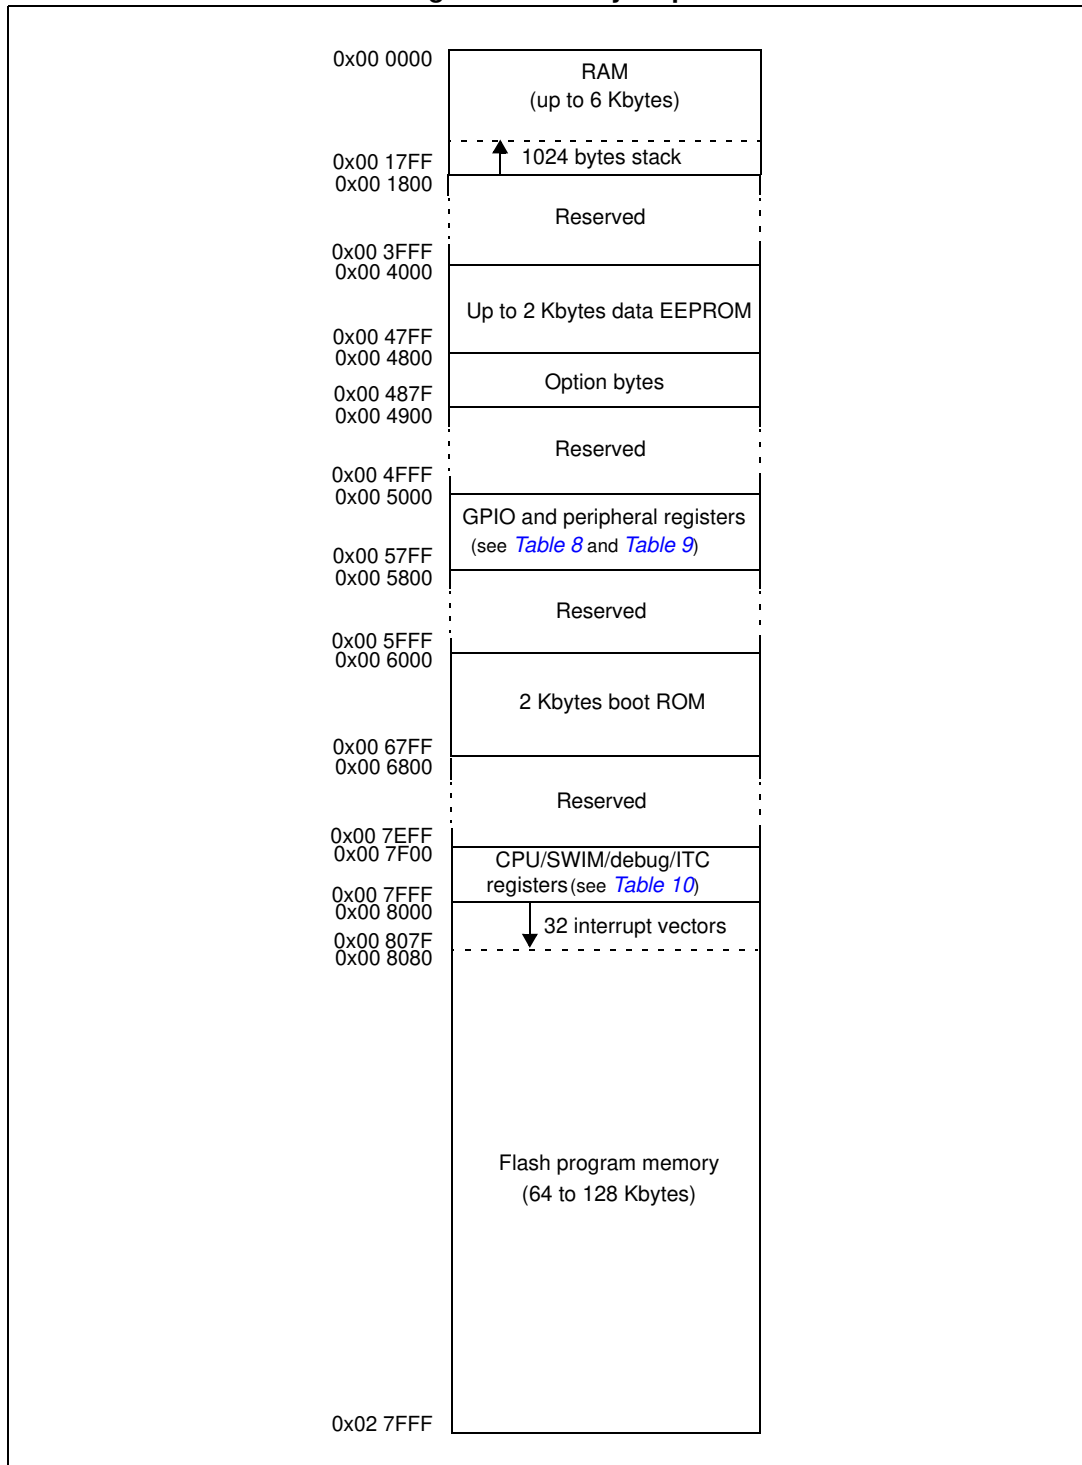 0x00 0000
RAM
(up to 6 Kbytes)
1024 bytes stack
0x00 17FF
0x00 1800
Reserved
0x00 3FFF
0x00 4000
Up to 2 Kbytes data EEPROM
0x00 47FF
0x00 4800
Option bytes
0x00 487F
0x00 4900
Reserved
0x00 4FFF
0x00 5000
GPIO and peripheral registers
(see Table 8 and Table 9)
0x00 57FF
0x00 5800
Reserved
0x00 5FFF
0x00 6000
2 Kbytes boot ROM
0x00 67FF
0x00 6800
Reserved
0x00 7EFF
0x00 7F00
CPU/SWIM/debug/ITC
registers (see Table 10)
0x00 7FFF
0x00 8000
32 interrupt vectors
0x00 807F
0x00 8080
Flash program memory
(64 to 128 Kbytes)
0x02 7FFF